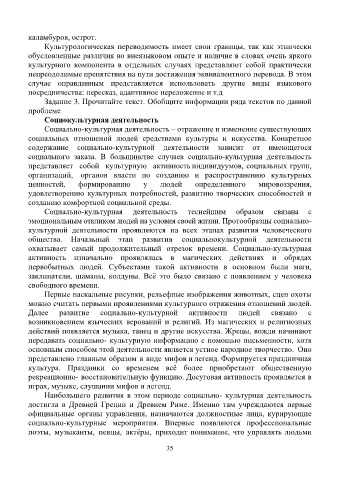 каламбуров, острот.
Культурологическая переводимость имеет свои границы, так как этнически
обусловленные различия во внеязыковом опыте и наличие в словах очень яркого
культурного компонента в отдельных случаях представляют собой практически
непреодолимые препятствия на пути достижения эквивалентного перевода. В этом
случае оправданным представляется использовать другие виды языкового
посредничества: пересказ, адаптивное переложение и т.д
Задание 3. Прочитайте текст. Обобщите информации ряда текстов по данной
проблеме
Социокультурная деятельность
Социально-культурная деятельность – отражение и изменение существующих
социальных отношений людей средствами культуры и искусства. Конкретное
содержание социально-культурной деятельности зависит от имеющегося
социального заказа. В большинстве случаев социально-культурная деятельность
представляет собой культурную активность индивидуумов, социальных групп,
организаций, органов власти по созданию и распространению культурных
ценностей, формированию у людей определенного мировоззрения,
удовлетворению культурных потребностей, развитию творческих способностей и
созданию комфортной социальной среды.
Социально-культурная деятельность теснейшим образом связана с
эмоциональным откликом людей на условия своей жизни. Протообразцы социально-
культурной деятельности проявляются на всех этапах развития человеческого
общества. Начальный этап развития социальнокультурной деятельности
охватывает самый продолжительный отрезок времени. Социально-культурная
активность изначально проявлялась в магических действиях и обрядах
первобытных людей. Субъектами такой активности в основном были маги,
заклинатели, шаманы, колдуны. Всё это было связано с появлением у человека
свободного времени.
Первые наскальные рисунки, рельефные изображения животных, сцен охоты
можно считать первыми проявлениями культурного отражения отношений людей.
Далее развитие социально-культурной активности людей связано с
возникновением языческих верований и религий. Из магических и религиозных
действий появляется музыка, танец и другие искусства. Жрецы, вожди начинают
передавать социально- культурную информацию с помощью письменности, хотя
основным способом этой деятельности является устное народное творчество. Оно
представлено главным образом в виде мифов и легенд. Формируется праздничная
культура. Праздники со временем всё более приобретают общественную
рекреационно- восстановительную функцию. Досуговая активность проявляется в
играх, музыке, слушании мифов и легенд.
Наибольшего развития в этом периоде социально- культурная деятельность
достигла в Древней Греции и Древнем Риме. Именно там учреждаются первые
официальные органы управления, назначаются должностные лица, курирующие
социально-культурные мероприятия. Впервые появляются профессиональные
поэты, музыканты, певцы, актёры, приходит понимание, что управлять людьми
35